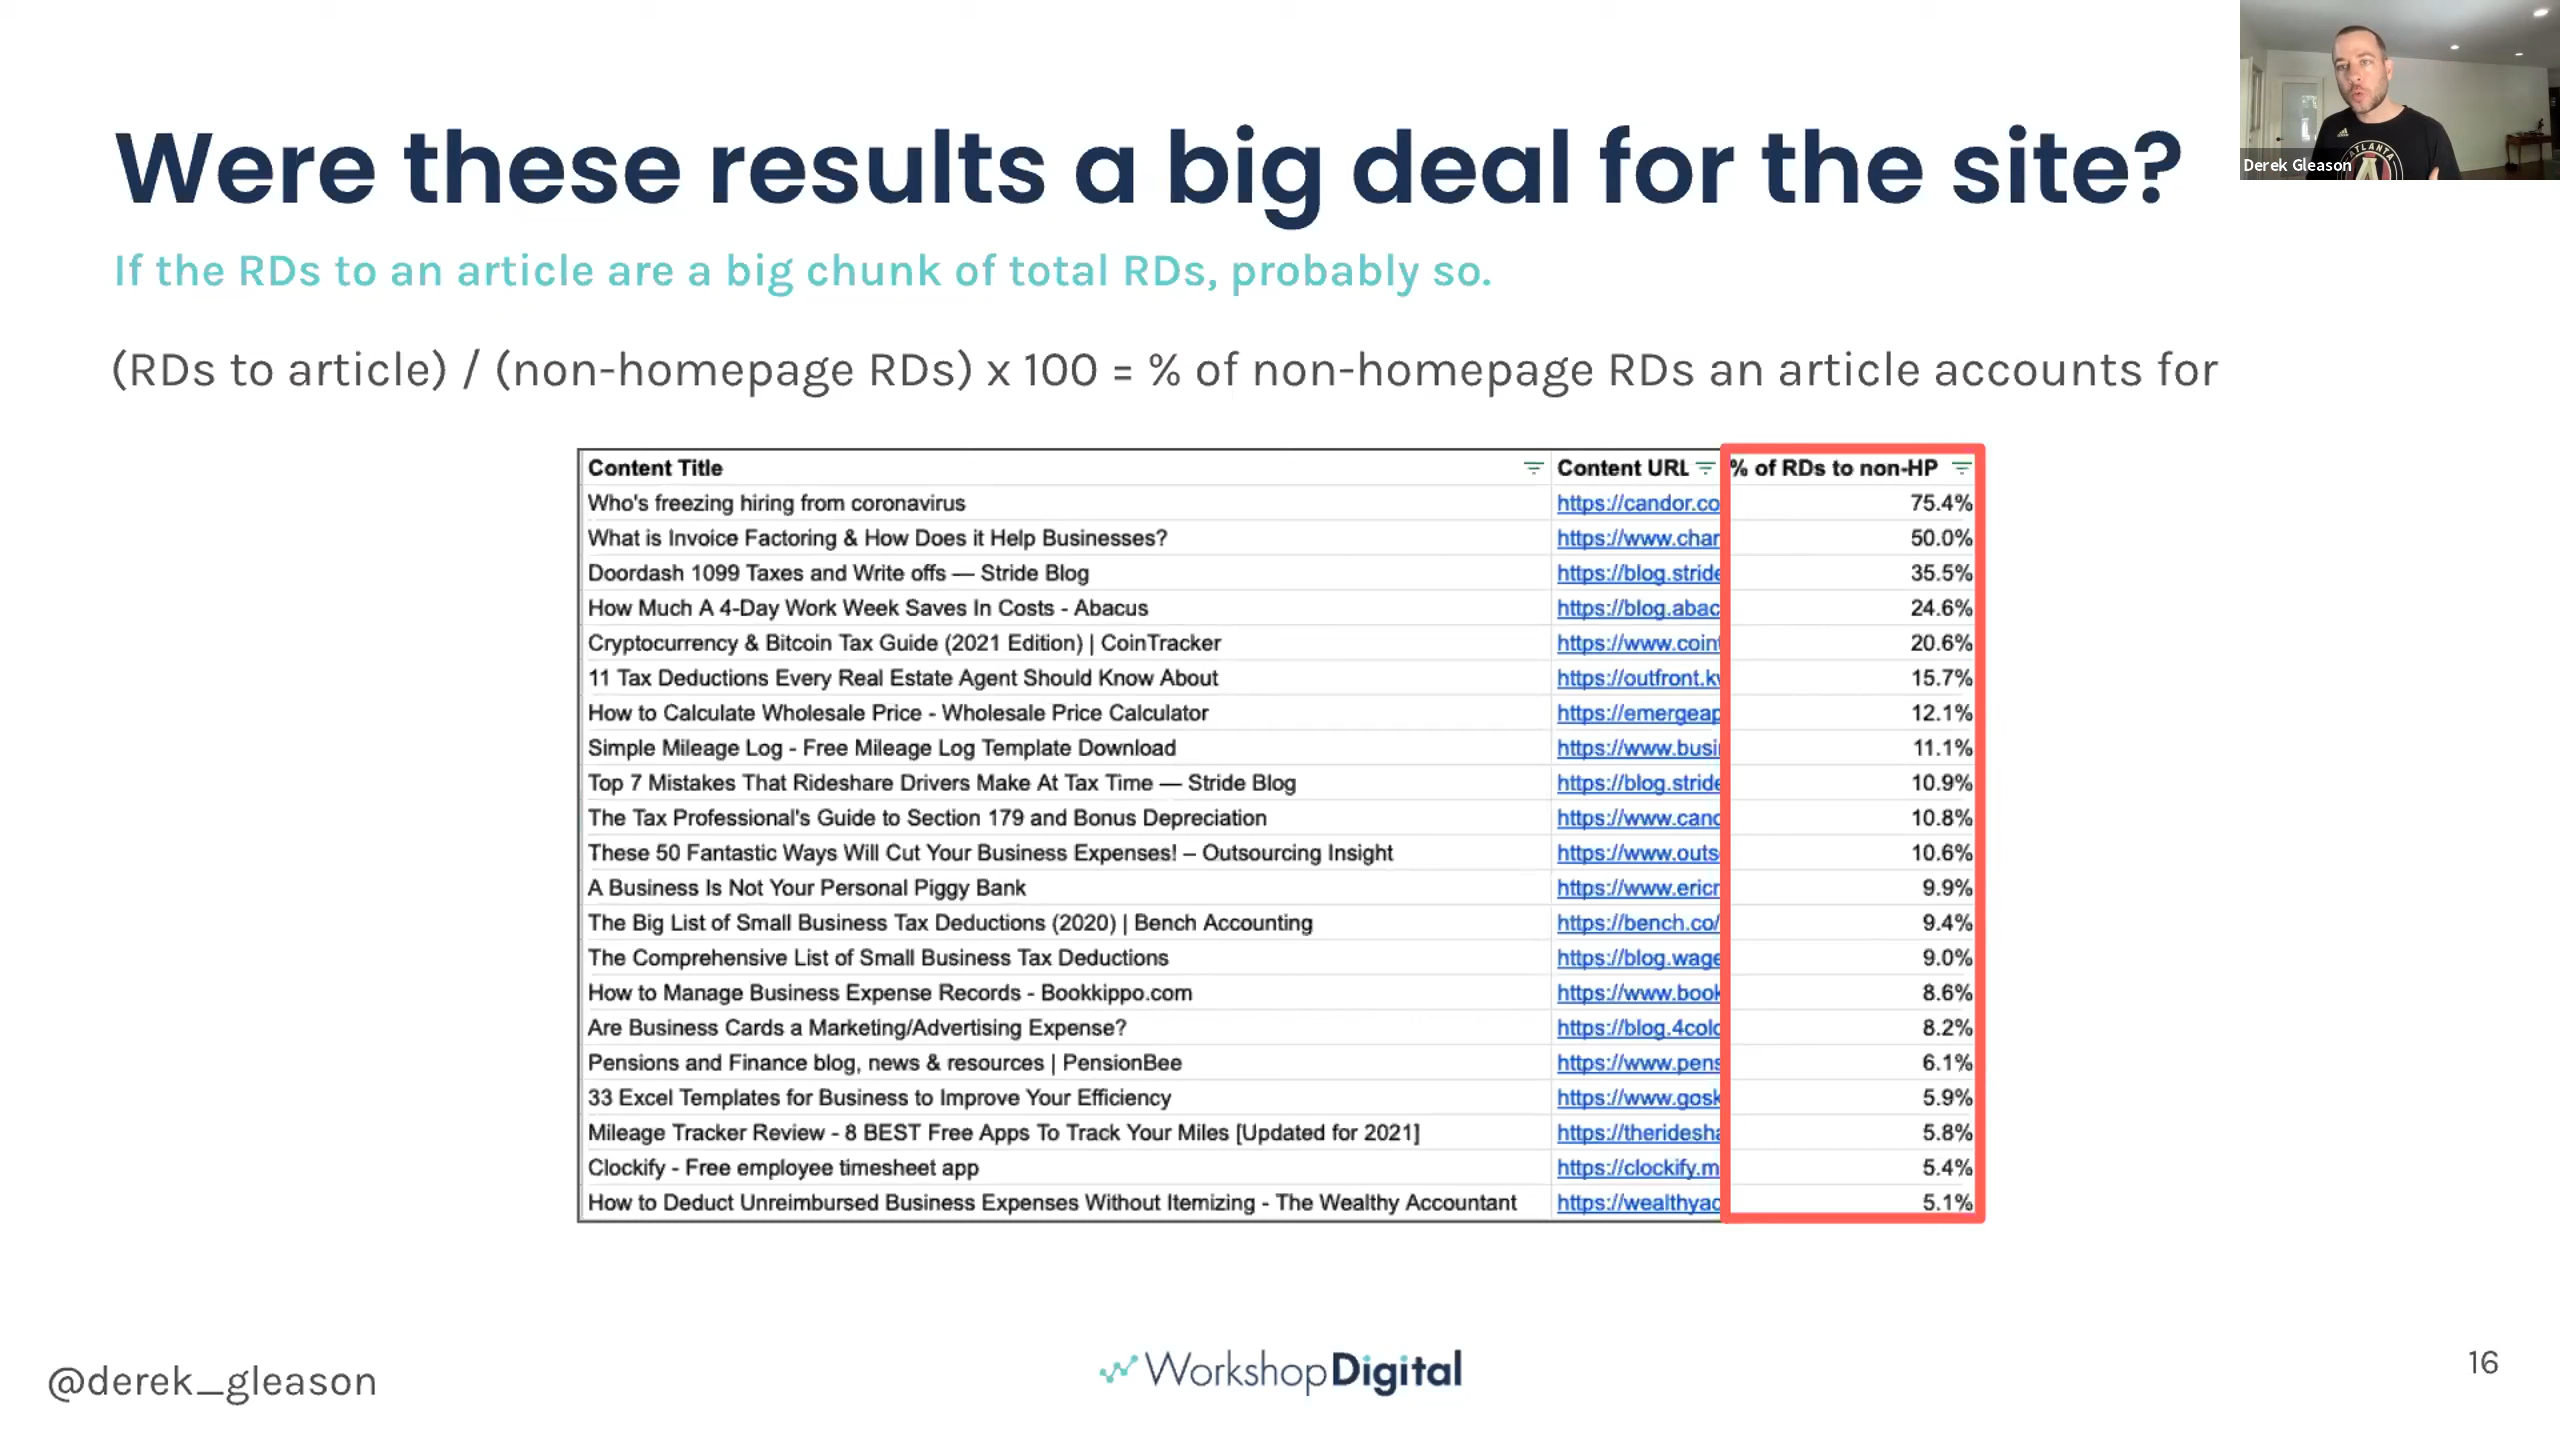 Were these results a big deal for the site?
If the RDs to an article are a big chunk of total RDs, probably so.
(RDs to article) / (non-homepage RDs) x 100 = % of non-homepage RDs an article accounts for
Derek Gleason
ATLANTA
Content Title Content URL % of RDs to non-HP
Who's freezing hiring from coronavirus https://candor.co 75.4%
What is Invoice Factoring & How Does it Help Businesses? https://www.char 50.0%
Doordash 1099 Taxes and Write offs — Stride Blog https://blog.stride 35.5%
How Much A 4-Day Work Week Saves In Costs - Abacus https://blog.abac 24.6%
Cryptocurrency & Bitcoin Tax Guide (2021 Edition) | CoinTracker https://www.coint 20.6%
11 Tax Deductions Every Real Estate Agent Should Know About https://outfront.kw 15.7%
How to Calculate Wholesale Price - Wholesale Price Calculator https://emergeap 12.1%
Simple Mileage Log - Free Mileage Log Template Download https://www.busi 11.1%
Top 7 Mistakes That Rideshare Drivers Make At Tax Time — Stride Blog https://blog.stride 10.9%
The Tax Professional's Guide to Section 179 and Bonus Depreciation https://www.canc 10.8%
These 50 Fantastic Ways Will Cut Your Business Expenses! – Outsourcing Insight https://www.outs 10.6%
A Business Is Not Your Personal Piggy Bank https://www.ericr 9.9%
The Big List of Small Business Tax Deductions (2020) | Bench Accounting https://bench.co/ 9.4%
The Comprehensive List of Small Business Tax Deductions https://blog.wage 9.0%
How to Manage Business Expense Records - Bookkippo.com https://www.book 8.6%
Are Business Cards a Marketing/Advertising Expense? https://blog.4colo 8.2%
Pensions and Finance blog, news & resources | PensionBee https://www.pens 6.1%
33 Excel Templates for Business to Improve Your Efficiency https://www.gosk 5.9%
Mileage Tracker Review - 8 BEST Free Apps To Track Your Miles [Updated for 2021] https://theridesha 5.8%
Clockify - Free employee timesheet app https://clockify.m 5.4%
How to Deduct Unreimbursed Business Expenses Without Itemizing - The Wealthy Accountant https://wealthyac 5.1%
@derek_gleason
WorkshopDigital
16